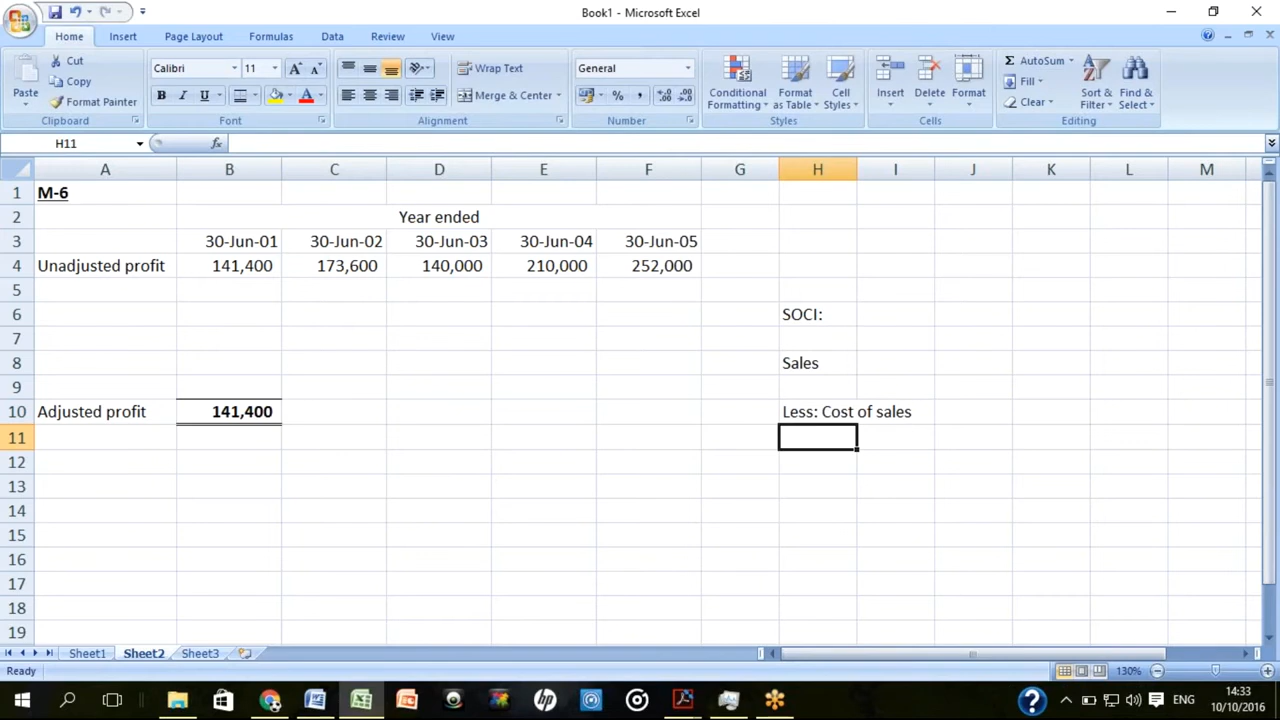 Book1 - Microsoft Excel
Home Insert Page Layout Formulas Data Review View
Paste
Cut
Copy
Format Painter
Clipboard
Calibri 11
B I U
Font
Wrap Text
Merge & Center
Alignment
General
% ,
Number
Conditional Formatting
Format as Table
Cell Styles
Styles
Insert Delete Format
Cells
Σ AutoSum
Fill
Clear
Sort & Filter
Find & Select
Editing
H11 fx
A B C D E F G H I J K L M
1 M-6
2 Year ended
3 30-Jun-01 30-Jun-02 30-Jun-03 30-Jun-04 30-Jun-05
4 Unadjusted profit 141,400 173,600 140,000 210,000 252,000
5
6 SOCI:
7
8 Sales
9
10 Adjusted profit 141,400 Less: Cost of sales
11
12
13
14
15
16
17
18
19
Sheet1 Sheet2 Sheet3
Ready 130%
ENG 14:33
10/10/2016